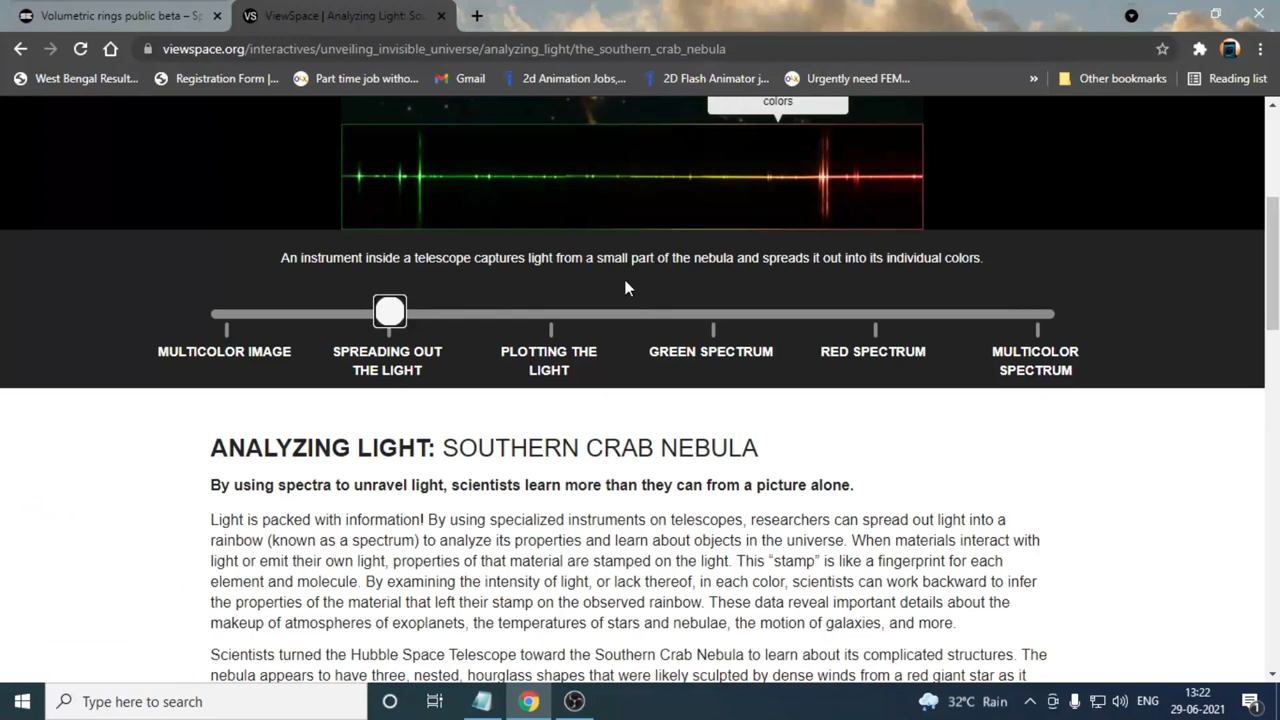 Volumetric rings public beta – Sp
ViewSpace | Analyzing Light: Sou
viewspace.org/interactives/unveiling_invisible_universe/analyzing_light/the_southern_crab_nebula
West Bengal Result...
Registration Form |...
Part time job witho...
Gmail
2d Animation Jobs,...
2D Flash Animator j...
Urgently need FEM...
»
Other bookmarks
Reading list
colors
An instrument inside a telescope captures light from a small part of the nebula and spreads it out into its individual colors.
MULTICOLOR IMAGE
SPREADING OUT
THE LIGHT
PLOTTING THE
LIGHT
GREEN SPECTRUM
RED SPECTRUM
MULTICOLOR
SPECTRUM
ANALYZING LIGHT: SOUTHERN CRAB NEBULA
By using spectra to unravel light, scientists learn more than they can from a picture alone.
Light is packed with information! By using specialized instruments on telescopes, researchers can spread out light into a
rainbow (known as a spectrum) to analyze its properties and learn about objects in the universe. When materials interact with
light or emit their own light, properties of that material are stamped on the light. This “stamp” is like a fingerprint for each
element and molecule. By examining the intensity of light, or lack thereof, in each color, scientists can work backward to infer
the properties of the material that left their stamp on the observed rainbow. These data reveal important details about the
makeup of atmospheres of exoplanets, the temperatures of stars and nebulae, the motion of galaxies, and more.
Scientists turned the Hubble Space Telescope toward the Southern Crab Nebula to learn about its complicated structures. The
nebula appears to have three, nested, hourglass shapes that were likely sculpted by dense winds from a red giant star as it
Type here to search
32°C Rain
ENG
13:22
29-06-2021
1